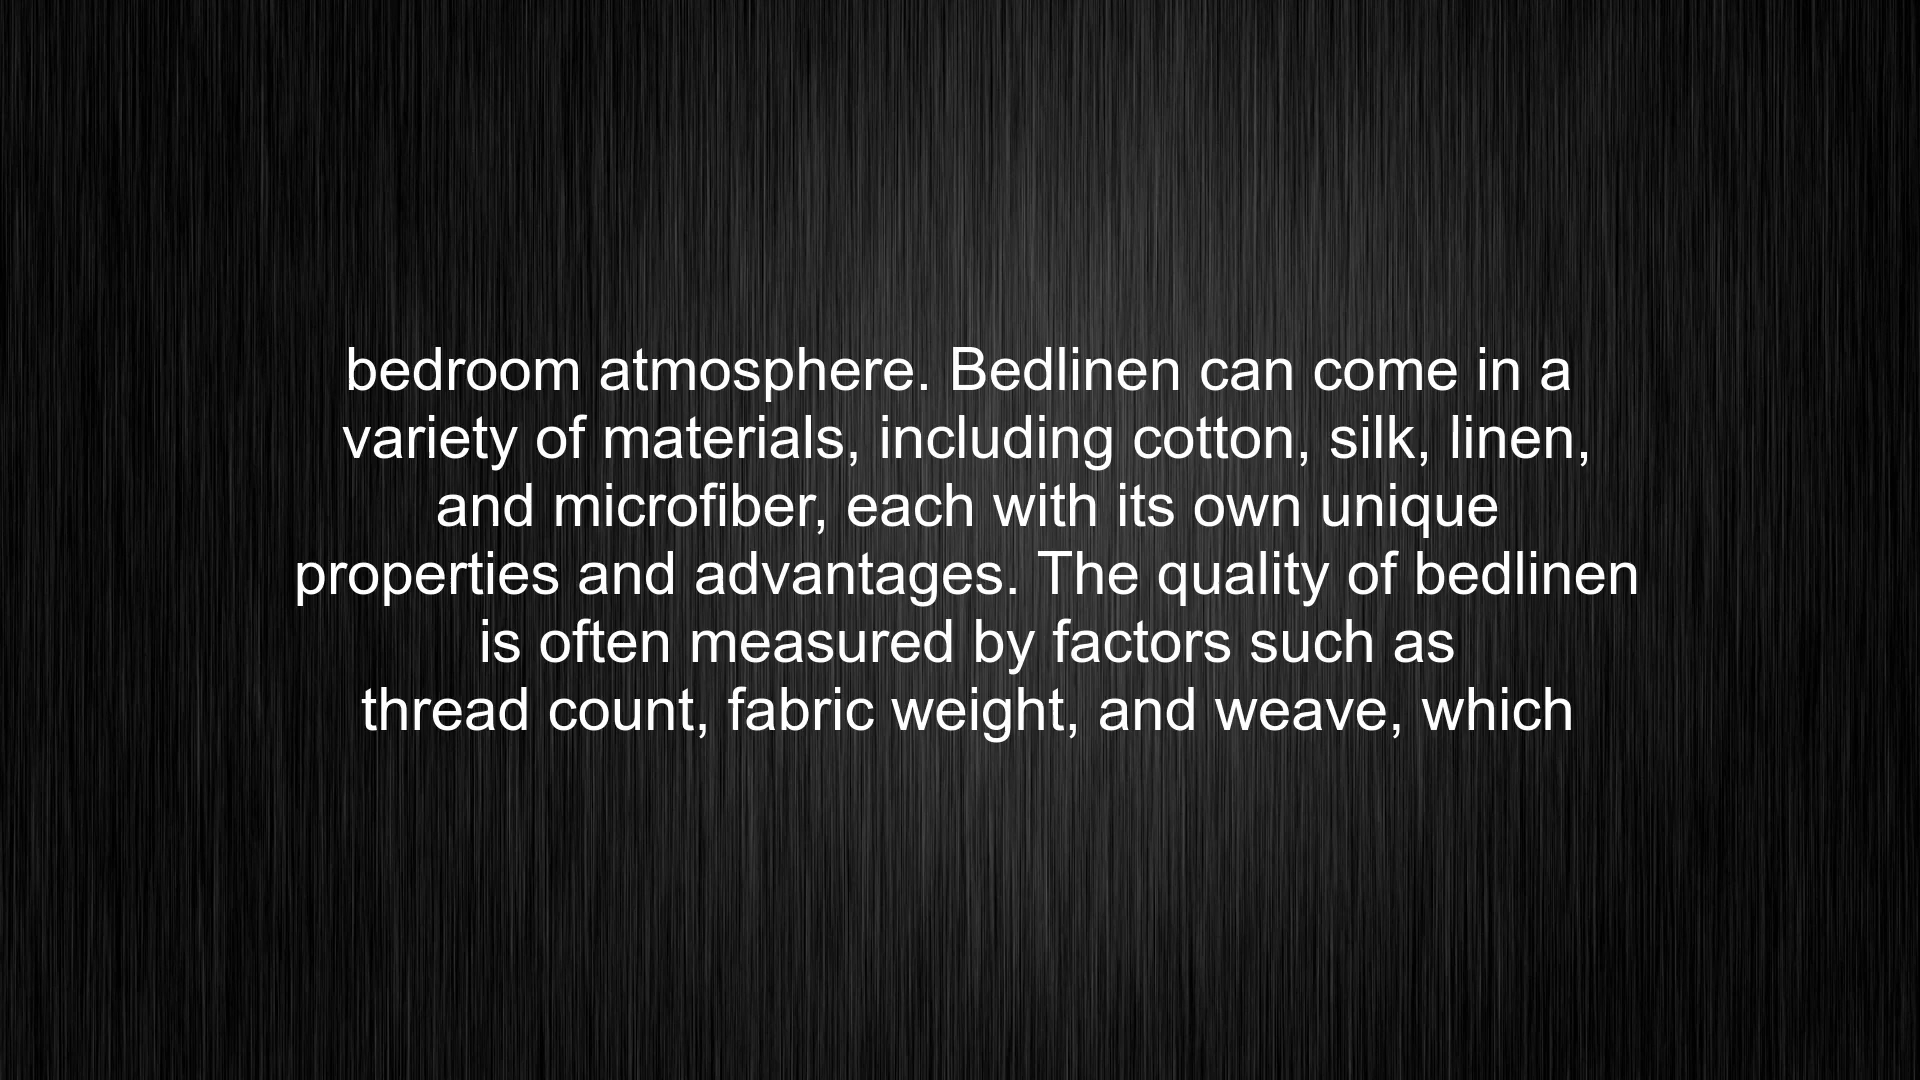 bedroom atmosphere. Bedlinen can come in a
variety of materials, including cotton, silk, linen,
and microfiber, each with its own unique
properties and advantages. The quality of bedlinen
is often measured by factors such as
thread count, fabric weight, and weave, which